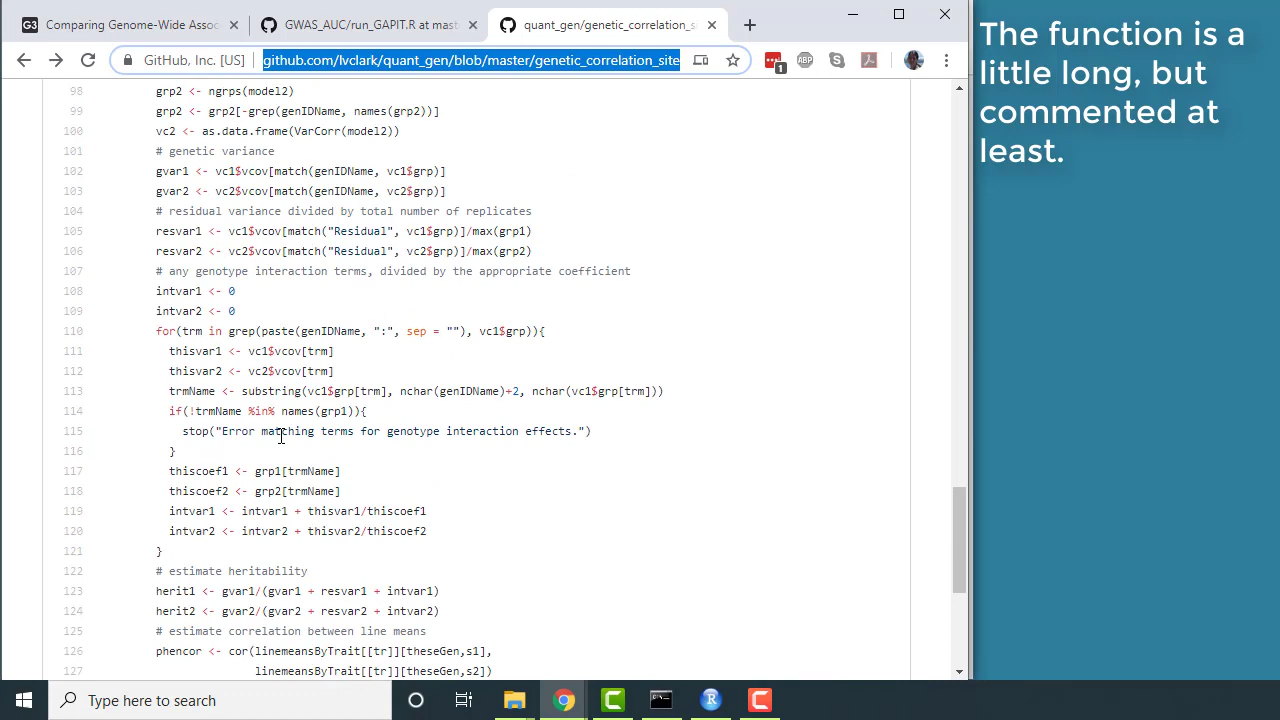 Comparing Genome-Wide Assoc
GWAS_AUC/run_GAPIT.R at mast
quant_gen/genetic_correlation_s
GitHub, Inc. [US]
github.com/lvclark/quant_gen/blob/master/genetic_correlation_site
1
ABP
The function is a
little long, but
commented at
least.
98 grp2 <- ngrps(model2)
99 grp2 <- grp2[-grep(genIDName, names(grp2))]
100 vc2 <- as.data.frame(VarCorr(model2))
101 # genetic variance
102 gvar1 <- vc1$vcov[match(genIDName, vc1$grp)]
103 gvar2 <- vc2$vcov[match(genIDName, vc2$grp)]
104 # residual variance divided by total number of replicates
105 resvar1 <- vc1$vcov[match("Residual", vc1$grp)]/max(grp1)
106 resvar2 <- vc2$vcov[match("Residual", vc2$grp)]/max(grp2)
107 # any genotype interaction terms, divided by the appropriate coefficient
108 intvar1 <- 0
109 intvar2 <- 0
110 for(trm in grep(paste(genIDName, ":", sep = ""), vc1$grp)){
111 thisvar1 <- vc1$vcov[trm]
112 thisvar2 <- vc2$vcov[trm]
113 trmName <- substring(vc1$grp[trm], nchar(genIDName)+2, nchar(vc1$grp[trm]))
114 if(!trmName %in% names(grp1)){
115 stop("Error matching terms for genotype interaction effects.")
116 }
117 thiscoef1 <- grp1[trmName]
118 thiscoef2 <- grp2[trmName]
119 intvar1 <- intvar1 + thisvar1/thiscoef1
120 intvar2 <- intvar2 + thisvar2/thiscoef2
121 }
122 # estimate heritability
123 herit1 <- gvar1/(gvar1 + resvar1 + intvar1)
124 herit2 <- gvar2/(gvar2 + resvar2 + intvar2)
125 # estimate correlation between line means
126 phencor <- cor(linemeansByTrait[[tr]][theseGen,s1],
127 linemeansByTrait[[tr]][theseGen,s2])
Type here to search